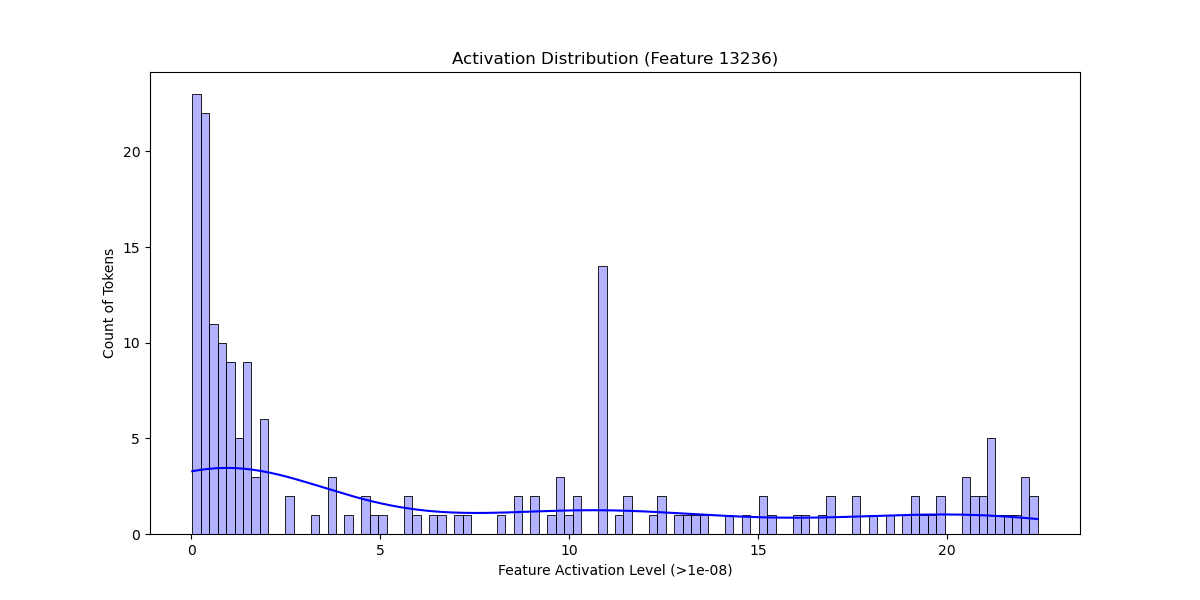 Activation Distribution (Feature 13236)
Count of Tokens
20
15
10
5
0
0 5 10 15 20
Feature Activation Level (>1e-08)